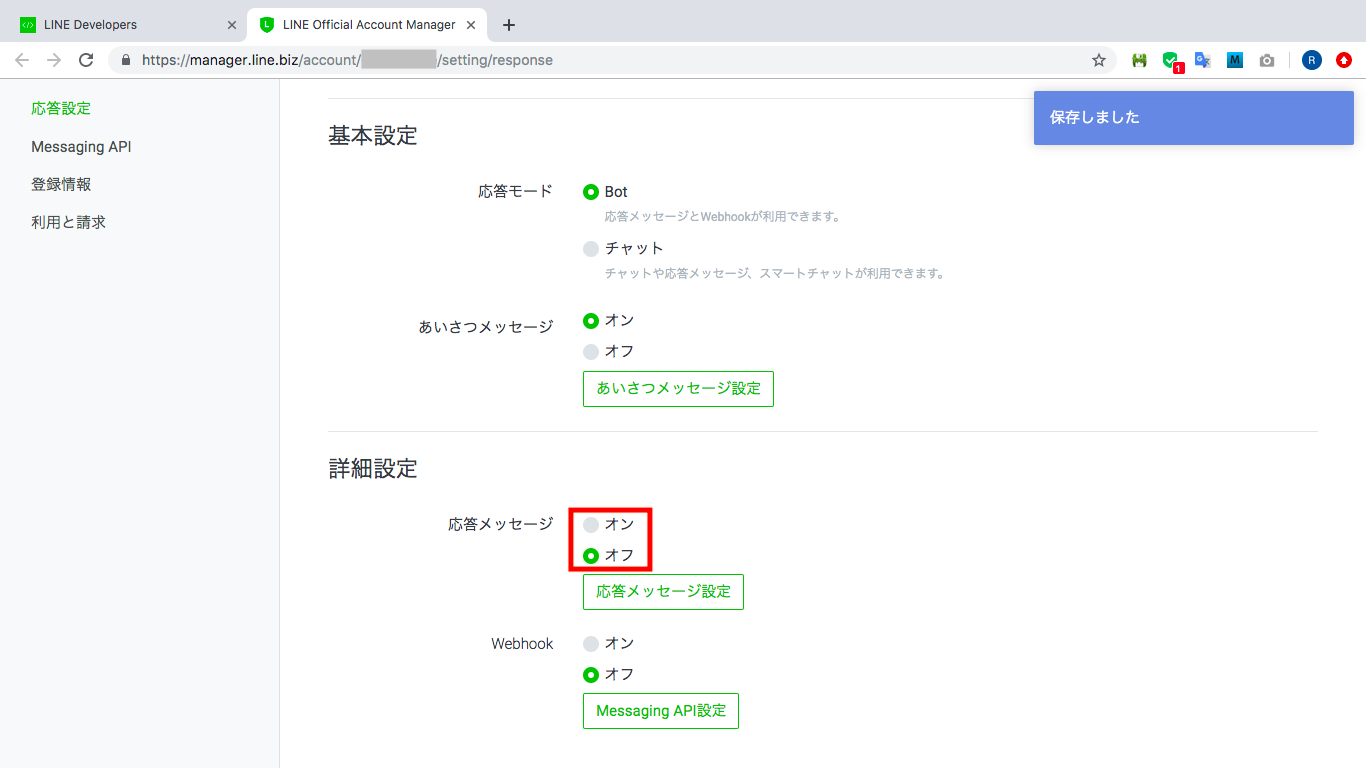 LINE Developers
LINE Official Account Manager
https://manager.line.biz/account/ /setting/response
1
M
R
応答設定
Messaging API
登録情報
利用と請求
保存しました
基本設定
応答モード
Bot
応答メッセージとWebhookが利用できます。
チャット
チャットや応答メッセージ、スマートチャットが利用できます。
あいさつメッセージ
オン
オフ
あいさつメッセージ設定
詳細設定
応答メッセージ
オン
オフ
応答メッセージ設定
Webhook
オン
オフ
Messaging API設定